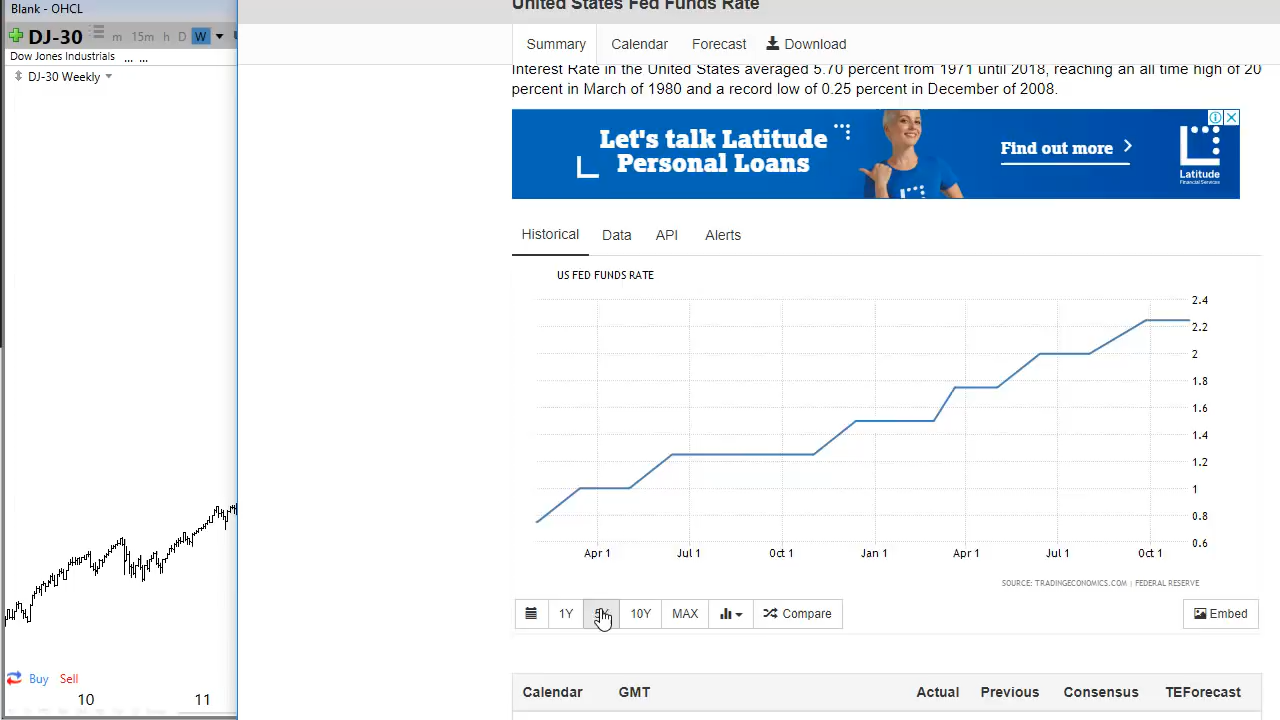 Blank - OHCL
DJ-30
m 15m h D W
Dow Jones Industrials ... ...
DJ-30 Weekly
Buy Sell
10 11
United States Fed Funds Rate
Summary Calendar Forecast Download
Interest Rate in the United States averaged 5.70 percent from 1971 until 2018, reaching an all time high of 20
percent in March of 1980 and a record low of 0.25 percent in December of 2008.
Let's talk Latitude
Personal Loans
Find out more
Latitude
Financial Services
Historical Data API Alerts
US FED FUNDS RATE
2.4
2.2
2
1.8
1.6
1.4
1.2
1
0.8
0.6
Apr 1 Jul 1 Oct 1 Jan 1 Apr 1 Jul 1 Oct 1
SOURCE: TRADINGECONOMICS.COM | FEDERAL RESERVE
1Y 10Y MAX Compare Embed
Calendar GMT Actual Previous Consensus TEForecast